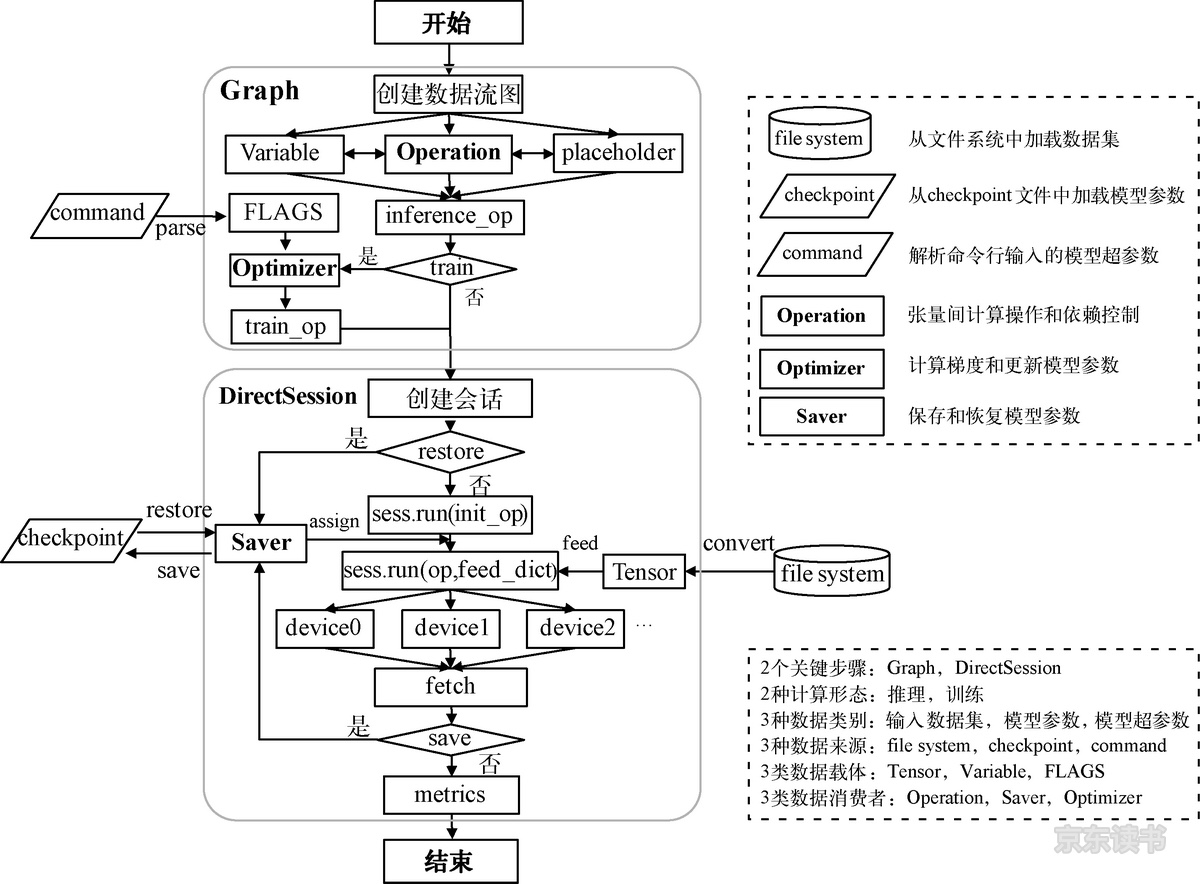 开始
Graph
创建数据流图
Variable
Operation
placeholder
command
parse
FLAGS
inference_op
Optimizer
是
train
否
train_op
DirectSession
创建会话
是
restore
否
sess.run(init_op)
checkpoint
restore
save
Saver
assign
sess.run(op,feed_dict)
feed
Tensor
convert
file system
device0
device1
device2
…
fetch
是
save
否
metrics
结束
file system
从文件系统中加载数据集
checkpoint
从checkpoint 文件中加载模型参数
command
解析命令行输入的模型超参数
Operation
张量间计算操作和依赖控制
Optimizer
计算梯度和更新模型参数
Saver
保存和恢复模型参数
2个关键步骤：Graph，DirectSession
2种计算形态：推理，训练
3种数据类别：输入数据集，模型参数，模型超参数
3种数据来源：file system，checkpoint，command
3类数据载体：Tensor，Variable，FLAGS
3类数据消费者：Operation，Saver，Optimizer
京东读书